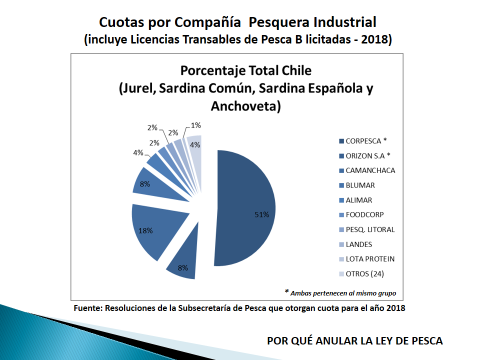 Cuotas por Compañía Pesquera Industrial
(incluye Licencias Transables de Pesca B licitadas - 2018)
Porcentaje Total Chile
(Jurel, Sardina Común, Sardina Española y
Anchoveta)
1%
2%
2%
2%
4%
4%
8%
18%
8%
51%
CORPESCA *
ORIZON S.A *
CAMANCHACA
BLUMAR
ALIMAR
FOODCORP
PESQ. LITORAL
LANDES
LOTA PROTEIN
OTROS (24)
* Ambas pertenecen al mismo grupo
Fuente: Resoluciones de la Subsecretaría de Pesca que otorgan cuota para el año 2018
POR QUÉ ANULAR LA LEY DE PESCA